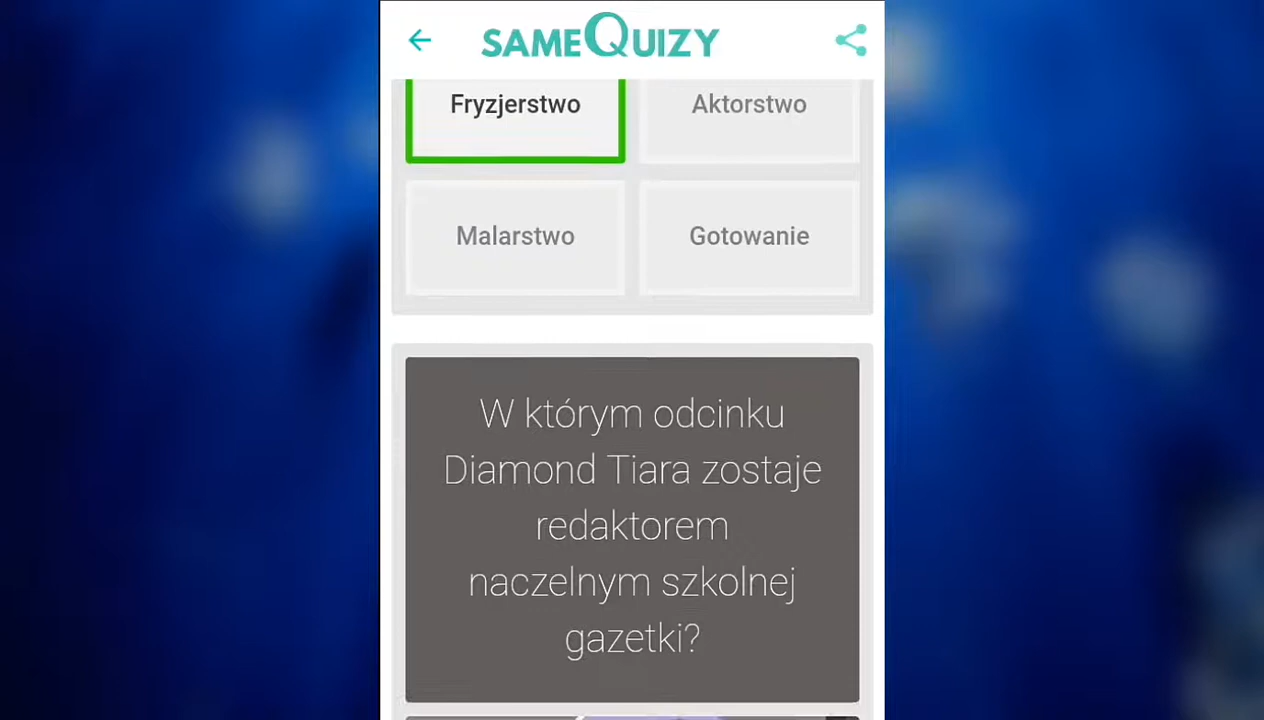 SAMEQUIZY
Fryzjerstwo
Aktorstwo
Malarstwo
Gotowanie
W którym odcinku
Diamond Tiara zostaje
redaktorem
naczelnym szkolnej
gazetki?